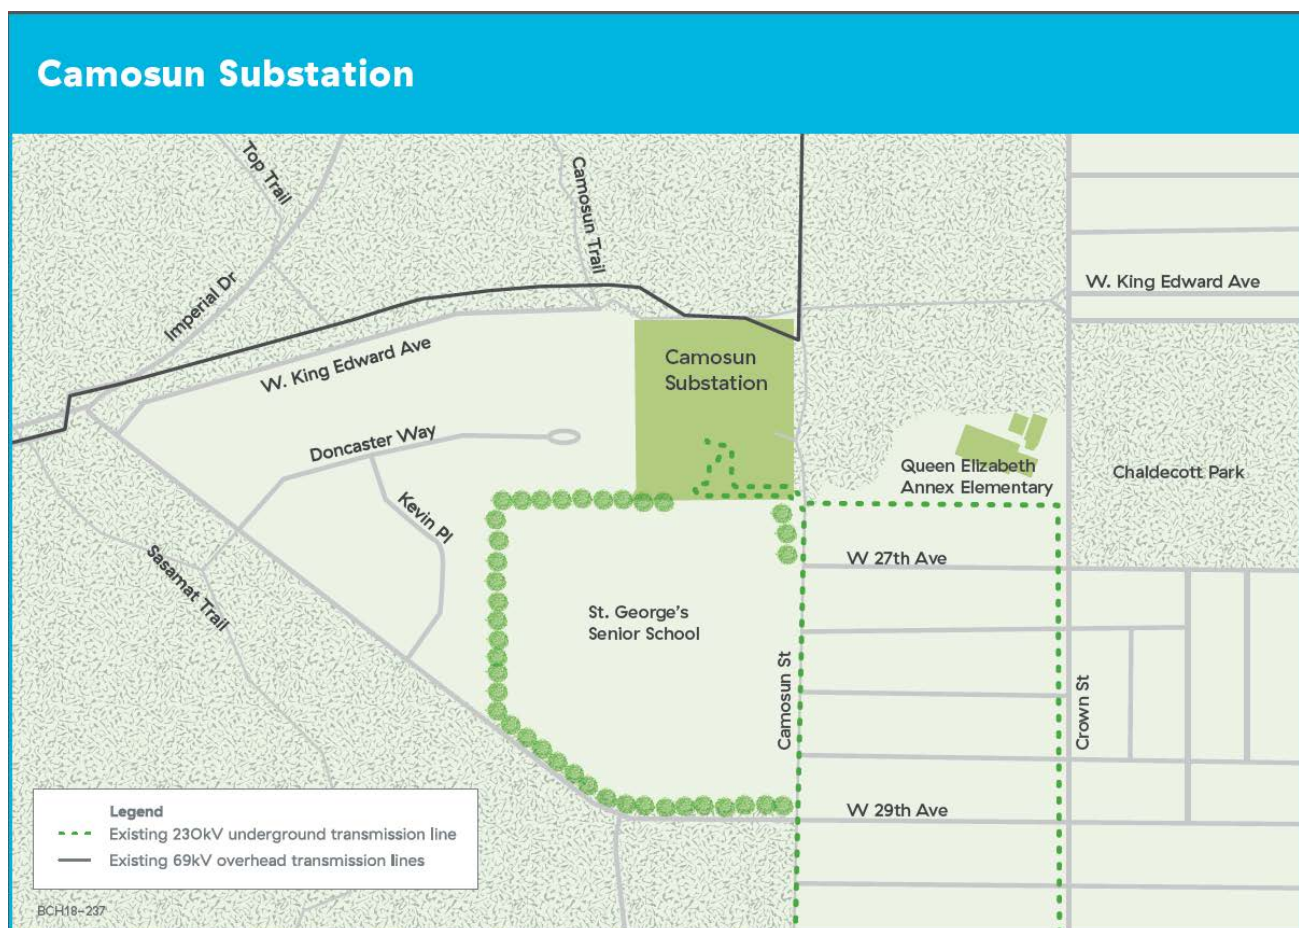 Camosun Substation
Top Trail
Camosun Trail
Imperial Dr
W. King Edward Ave
W. King Edward Ave
Camosun
Substation
Doncaster Way
Queen Elizabeth
Annex Elementary
Chaldecott Park
Kevin Pl
W 27th Ave
Sasamat Trail
St. George's
Senior School
Camosun St
Crown St
W 29th Ave
Legend
Existing 230kV underground transmission line
Existing 69kV overhead transmission lines
BCH18-237